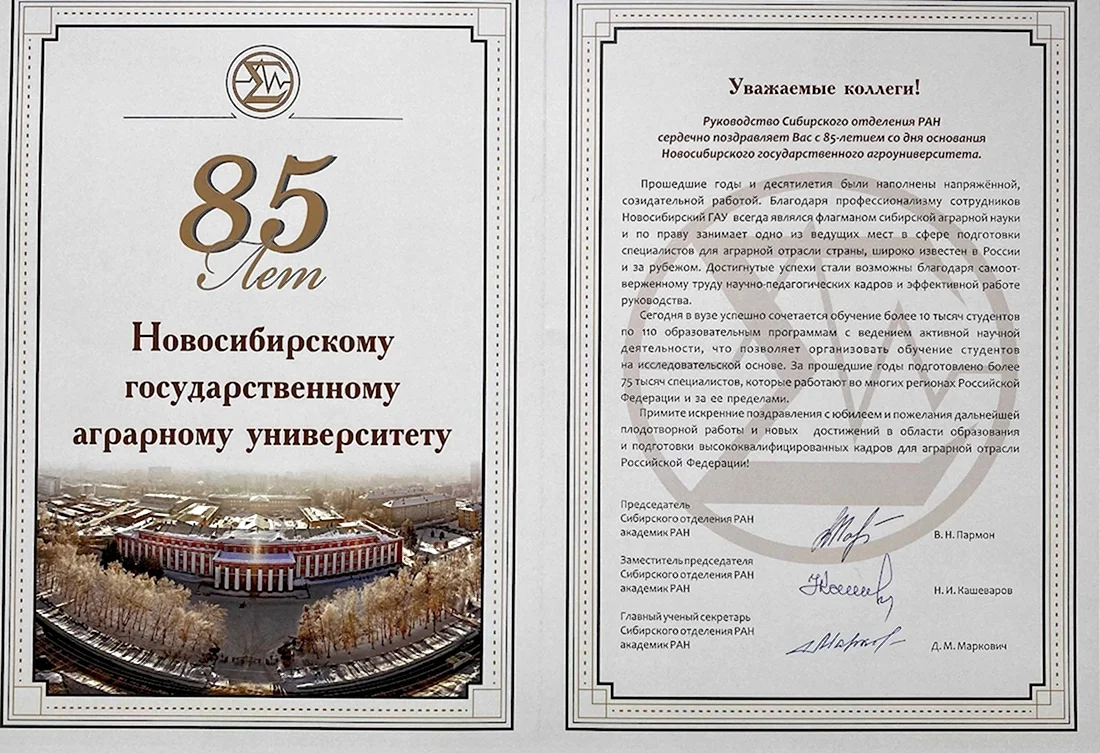 85
Лет
Новосибирскому
государственному
аграрному университету
Уважаемые коллеги!
Руководство Сибирского отделения РАН
сердечно поздравляет Вас с 85-летием со дня основания
Новосибирского государственного агроуниверситета.
Прошедшие годы и десятилетия были наполнены напряжённой,
созидательной работой. Благодаря профессионализму сотрудников
Новосибирский ГАУ всегда являлся флагманом сибирской аграрной науки
и по праву занимает одно из ведущих мест в сфере подготовки
специалистов для аграрной отрасли страны, широко известен в России
и за рубежом. Достигнутые успехи стали возможны благодаря самоот-
верженному труду научно-педагогических кадров и эффективной работе
руководства.
Сегодня в вузе успешно сочетается обучение более 10 тысяч студентов
по 110 образовательным программам с ведением активной научной
деятельности, что позволяет организовать обучение студентов
на исследовательской основе. За прошедшие годы подготовлено более
75 тысяч специалистов, которые работают во многих регионах Российской
Федерации и за ее пределами.
Примите искренние поздравления с юбилеем и пожелания дальнейшей
плодотворной работы и новых достижений в области образования
и подготовки высококвалифицированных кадров для аграрной отрасли
Российской Федерации!
Председатель
Сибирского отделения РАН
академик РАН
В. Н. Пармон
Заместитель председателя
Сибирского отделения РАН
академик РАН
Н. И. Кашеваров
Главный ученый секретарь
Сибирского отделения РАН
академик РАН
Д. М. Маркович